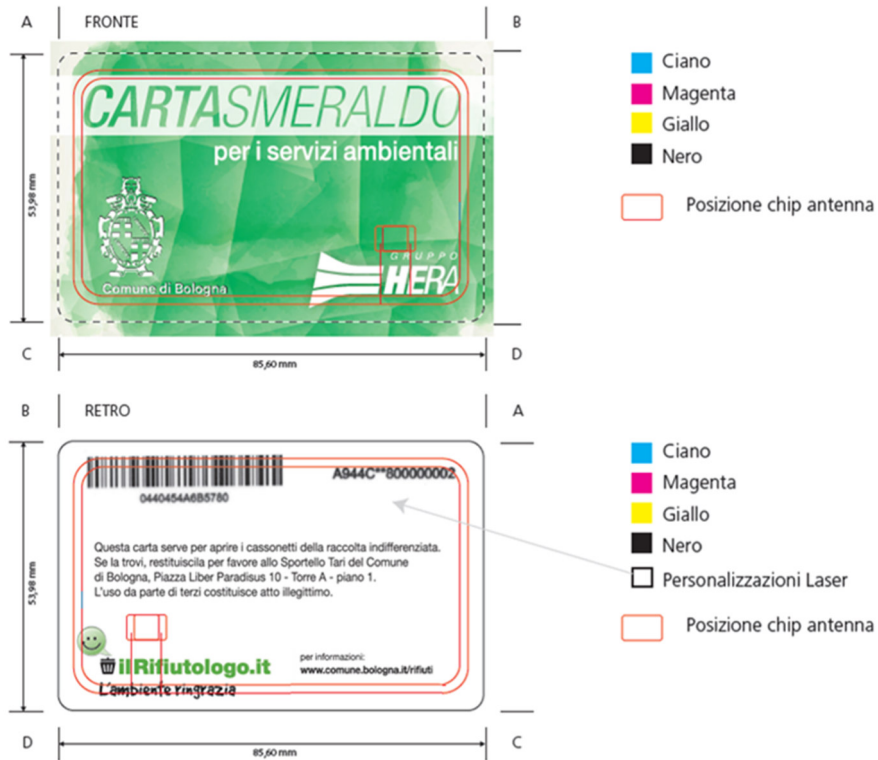 A
FRONTE
B
CARTASMERALDO
per i servizi ambientali
53,98 mm
GRUPPO
HERA
Comune di Bologna
C
D
85,60 mm
Ciano
Magenta
Giallo
Nero
Posizione chip antenna
B
RETRO
A
A944C**800000002
0440454A6B5780
Questa carta serve per aprire i cassonetti della raccolta indifferenziata.
Se la trovi, restituiscila per favore allo Sportello Tari del Comune
di Bologna, Piazza Liber Paradisus 10 - Torre A - piano 1.
L'uso da parte di terzi costituisce atto illegittimo.
53,98 mm
ilRifiutologo.it
L'ambiente ringrazia
per informazioni:
www.comune.bologna.it/rifiuti
D
C
85,60 mm
Ciano
Magenta
Giallo
Nero
Personalizzazioni Laser
Posizione chip antenna